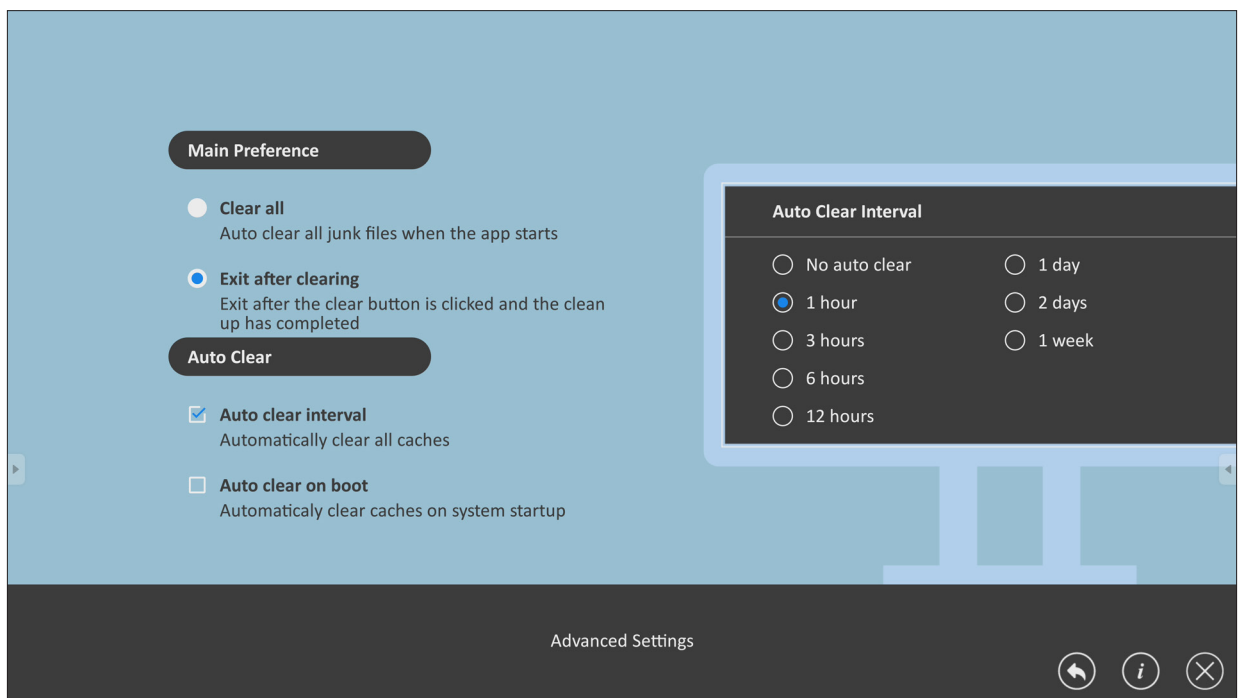 Main Preference
Clear all
Auto clear all junk files when the app starts
Exit after clearing
Exit after the clear button is clicked and the clean
up has completed
Auto Clear
Auto clear interval
Automatically clear all caches
Auto clear on boot
Automaticaly clear caches on system startup
Auto Clear Interval
No auto clear
1 hour
3 hours
6 hours
12 hours
1 day
2 days
1 week
Advanced Settings
i